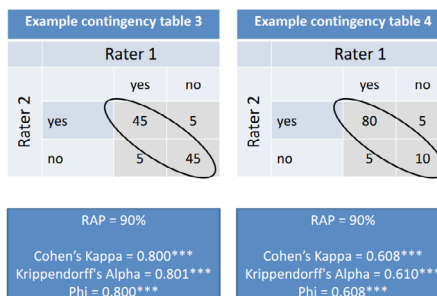 Example contingency table 3
Rater 1
yes no
Rater 2
yes 45 5
no 5 45
RAP = 90%
Cohen's Kappa = 0.800***
Krippendorff's Alpha = 0.801***
Phi = 0.800***
Example contingency table 4
Rater 1
yes no
Rater 2
yes 80 5
no 5 10
RAP = 90%
Cohen's Kappa = 0.608***
Krippendorff's Alpha = 0.610***
Phi = 0.608***